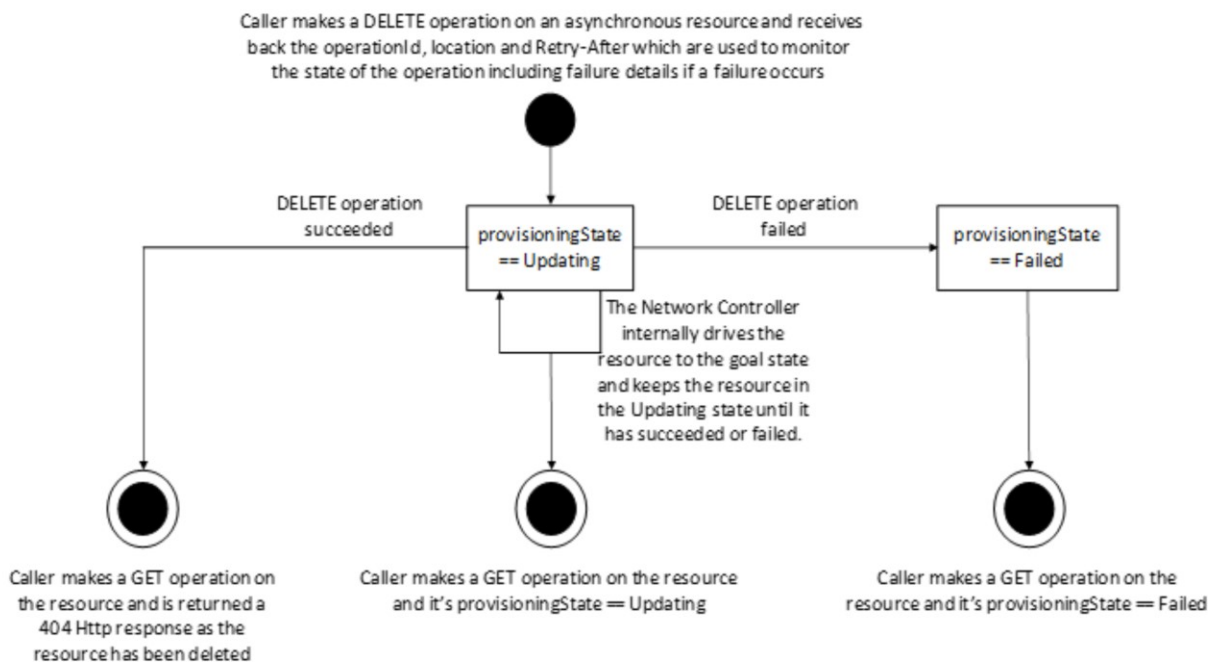 Caller makes a DELETE operation on an asynchronous resource and receives
back the operationId, location and Retry-After which are used to monitor
the state of the operation including failure details if a failure occurs
DELETE operation
succeeded
provisioningState
== Updating
DELETE operation
failed
provisioningState
== Failed
The Network Controller
internally drives the
resource to the goal state
and keeps the resource in
the Updating state until it
has succeeded or failed.
Caller makes a GET operation on
the resource and is returned a
404 Http response as the
resource has been deleted
Caller makes a GET operation on the resource
and it's provisioningState == Updating
Caller makes a GET operation on the
resource and it's provisioningState == Failed